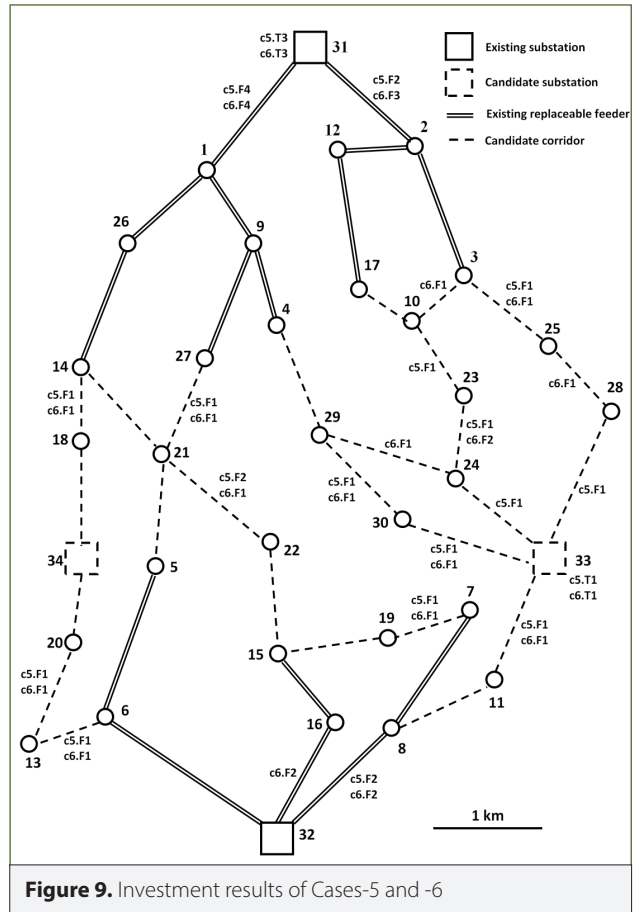 c5.T3
c6.T3
31
Existing substation
Candidate substation
Existing replaceable feeder
Candidate corridor
c5.F4
c6.F4
c5.F2
c6.F3
12
2
1
26
9
17
3
c6.F1
10
c5.F1
c6.F1
4
25
27
14
c5.F1
c6.F1
c5.F1
c6.F1
28
23
c5.F1
c6.F1
18
c5.F1
c6.F2
29
c6.F1
24
21
c5.F2
c6.F1
c5.F1
c6.F1
c5.F1
c5.F1
30
22
34
5
c5.F1
c6.F1
33
c5.T1
c6.T1
7
c5.F1
c6.F1
19
20
15
c5.F1
c6.F1
c5.F1
c6.F1
11
6
16
8
c5.F1
c6.F1
13
c6.F2
c5.F2
c6.F2
32
1 km
Figure 9. Investment results of Cases-5 and -6